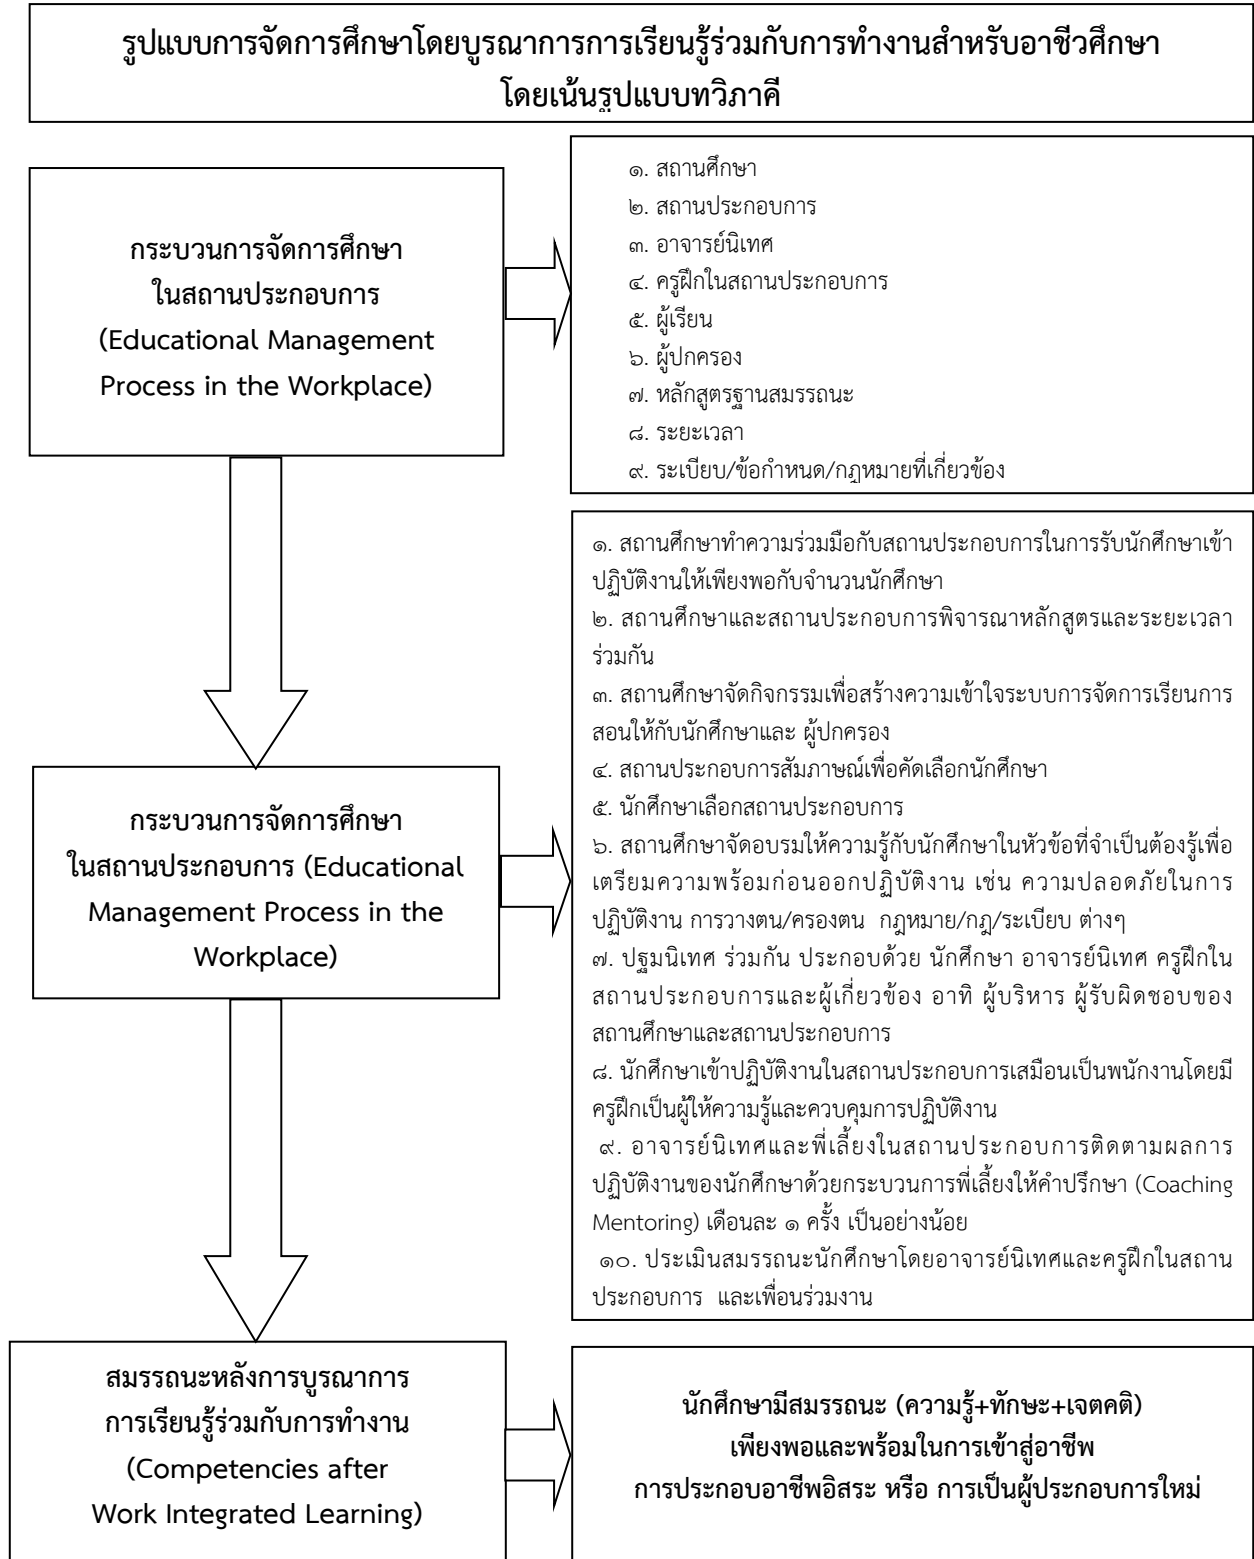 รูปแบบการจัดการศึกษาโดยบูรณาการการเรียนรู้ร่วมกับการทำงานสำหรับอาชีวศึกษา
โดยเน้นรูปแบบทวิภาคี
กระบวนการจัดการศึกษา
ในสถานประกอบการ
(Educational Management
Process in the Workplace)
๑. สถานศึกษา
๒. สถานประกอบการ
๓. อาจารย์นิเทศ
๔. ครูฝึกในสถานประกอบการ
๕. ผู้เรียน
๖. ผู้ปกครอง
๗. หลักสูตรฐานสมรรถนะ
๘. ระยะเวลา
๙. ระเบียบ/ข้อกำหนด/กฎหมายที่เกี่ยวข้อง
กระบวนการจัดการศึกษา
ในสถานประกอบการ (Educational
Management Process in the
Workplace)
๑. สถานศึกษาทำความร่วมมือกับสถานประกอบการในการรับนักศึกษาเข้า
ปฏิบัติงานให้เพียงพอกับจำนวนนักศึกษา
๒. สถานศึกษาและสถานประกอบการพิจารณาหลักสูตรและระยะเวลา
ร่วมกัน
๓. สถานศึกษาจัดกิจกรรมเพื่อสร้างความเข้าใจระบบการจัดการเรียนการ
สอนให้กับนักศึกษาและ ผู้ปกครอง
๔. สถานประกอบการสัมภาษณ์เพื่อคัดเลือกนักศึกษา
๕. นักศึกษาเลือกสถานประกอบการ
๖. สถานศึกษาจัดอบรมให้ความรู้กับนักศึกษาในหัวข้อที่จำเป็นต้องรู้เพื่อ
เตรียมความพร้อมก่อนออกปฏิบัติงาน เช่น ความปลอดภัยในการ
ปฏิบัติงาน การวางตน/ครองตน กฎหมาย/กฎ/ระเบียบ ต่างๆ
๗. ปฐมนิเทศ ร่วมกัน ประกอบด้วย นักศึกษา อาจารย์นิเทศ ครูฝึกใน
สถานประกอบการและผู้เกี่ยวข้อง อาทิ ผู้บริหาร ผู้รับผิดชอบของ
สถานศึกษาและสถานประกอบการ
๘. นักศึกษาเข้าปฏิบัติงานในสถานประกอบการเสมือนเป็นพนักงานโดยมี
ครูฝึกเป็นผู้ให้ความรู้และควบคุมการปฏิบัติงาน
๙. อาจารย์นิเทศและพี่เลี้ยงในสถานประกอบการติดตามผลการ
ปฏิบัติงานของนักศึกษาด้วยกระบวนการพี่เลี้ยงให้คำปรึกษา (Coaching
Mentoring) เดือนละ ๑ ครั้ง เป็นอย่างน้อย
๑๐. ประเมินสมรรถนะนักศึกษาโดยอาจารย์นิเทศและครูฝึกในสถาน
ประกอบการ และเพื่อนร่วมงาน
สมรรถนะหลังการบูรณาการ
การเรียนรู้ร่วมกับการทำงาน
(Competencies after
Work Integrated Learning)
นักศึกษามีสมรรถนะ (ความรู้+ทักษะ+เจตคติ)
เพียงพอและพร้อมในการเข้าสู่อาชีพ
การประกอบอาชีพอิสระ หรือ การเป็นผู้ประกอบการใหม่